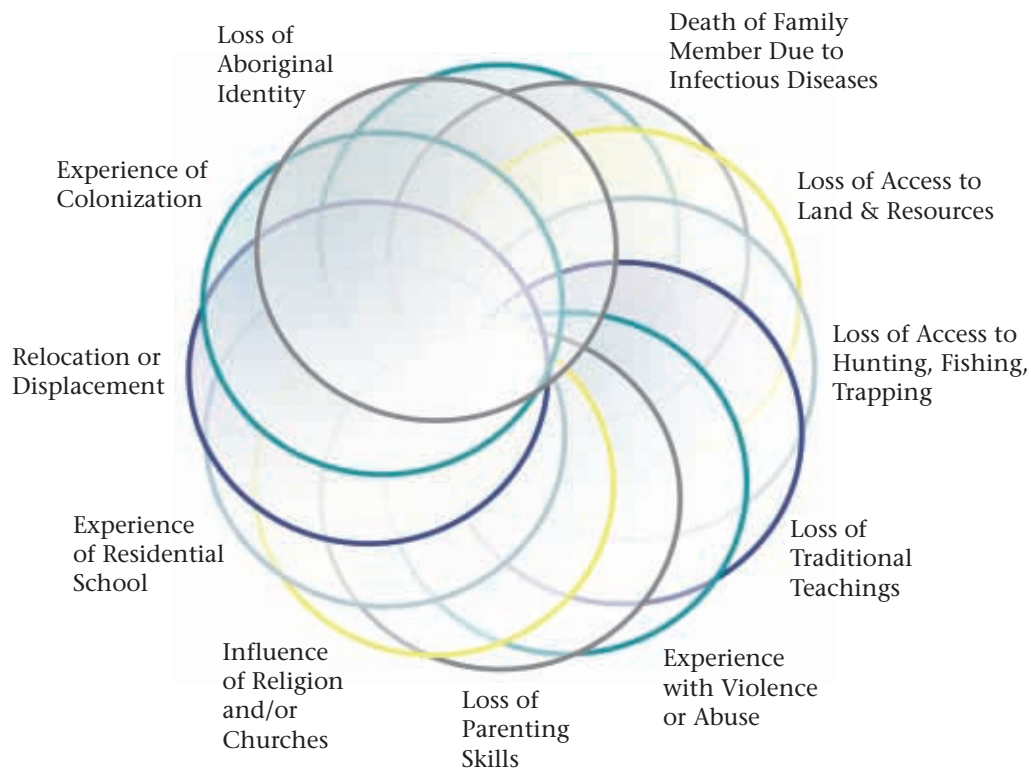 Loss of
Aboriginal
Identity
Death of Family
Member Due to
Infectious Diseases
Loss of Access to
Land & Resources
Loss of Access to
Hunting, Fishing,
Trapping
Loss of
Traditional
Teachings
Experience
with Violence
or Abuse
Loss of
Parenting
Skills
Influence
of Religion
and/or
Churches
Experience
of Residential
School
Relocation or
Displacement
Experience of
Colonization